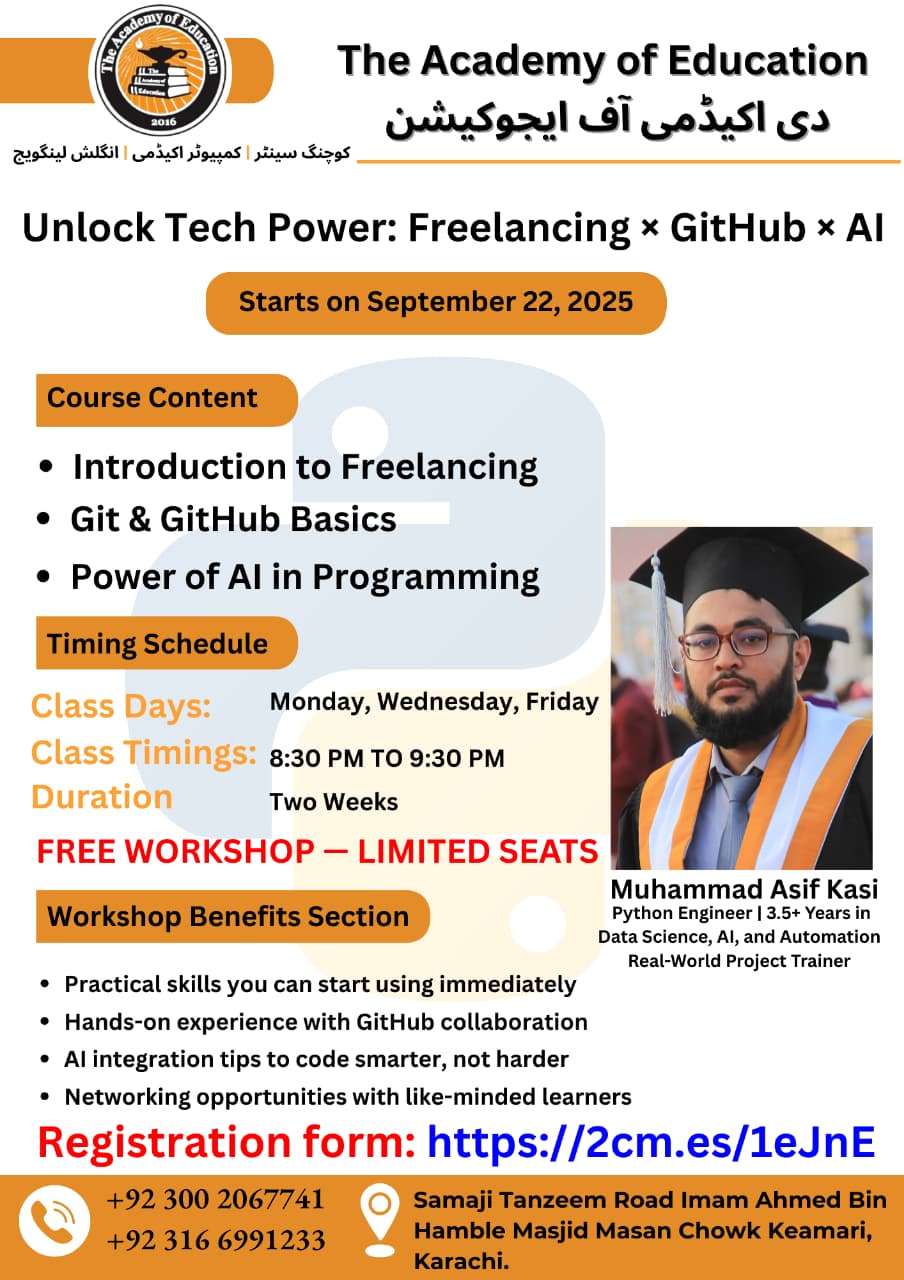 The Academy of Education
The Academy of Education
2016
The Academy of Education
دی اکیڈمی آف ایجوکیشن
کوچنگ سینٹر | کمپیوٹر اکیڈمی | انگلش لینگویج
Unlock Tech Power: Freelancing × GitHub × AI
Starts on September 22, 2025
Course Content
• Introduction to Freelancing
• Git & GitHub Basics
• Power of AI in Programming
Timing Schedule
Class Days: Monday, Wednesday, Friday
Class Timings: 8:30 PM TO 9:30 PM
Duration Two Weeks
FREE WORKSHOP — LIMITED SEATS
Muhammad Asif Kasi
Python Engineer | 3.5+ Years in
Data Science, AI, and Automation
Real-World Project Trainer
Workshop Benefits Section
• Practical skills you can start using immediately
• Hands-on experience with GitHub collaboration
• AI integration tips to code smarter, not harder
• Networking opportunities with like-minded learners
Registration form: https://2cm.es/1eJnE
+92 300 2067741
+92 316 6991233
Samaji Tanzeem Road Imam Ahmed Bin
Hamble Masjid Masan Chowk Keamari,
Karachi.